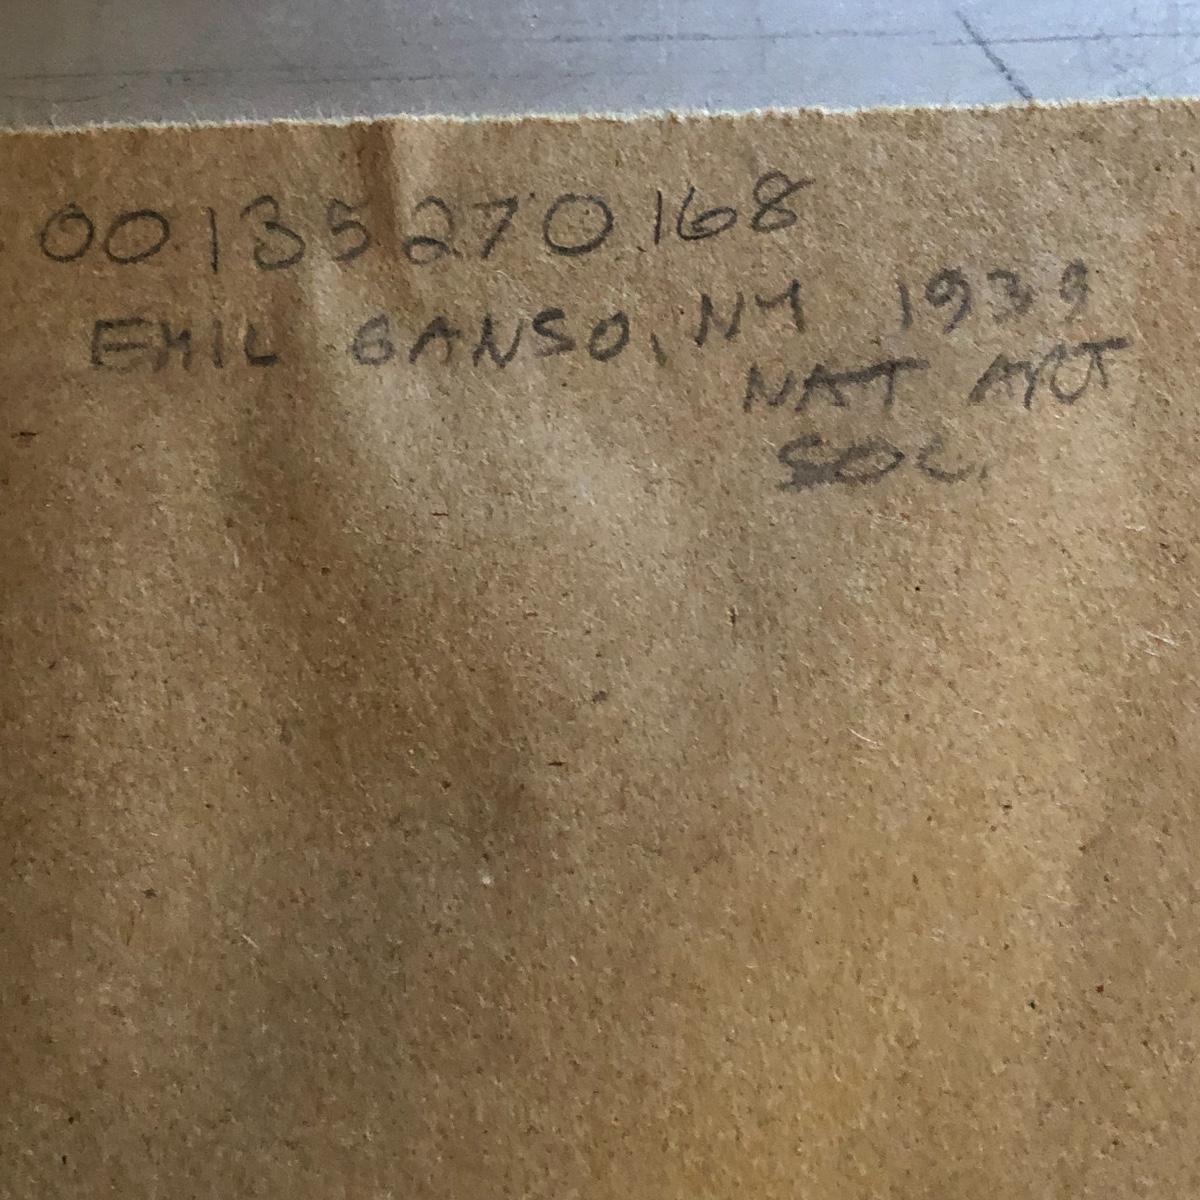 00135270168
EMIL GANSO, NY 1939
NAT ART
SOC.